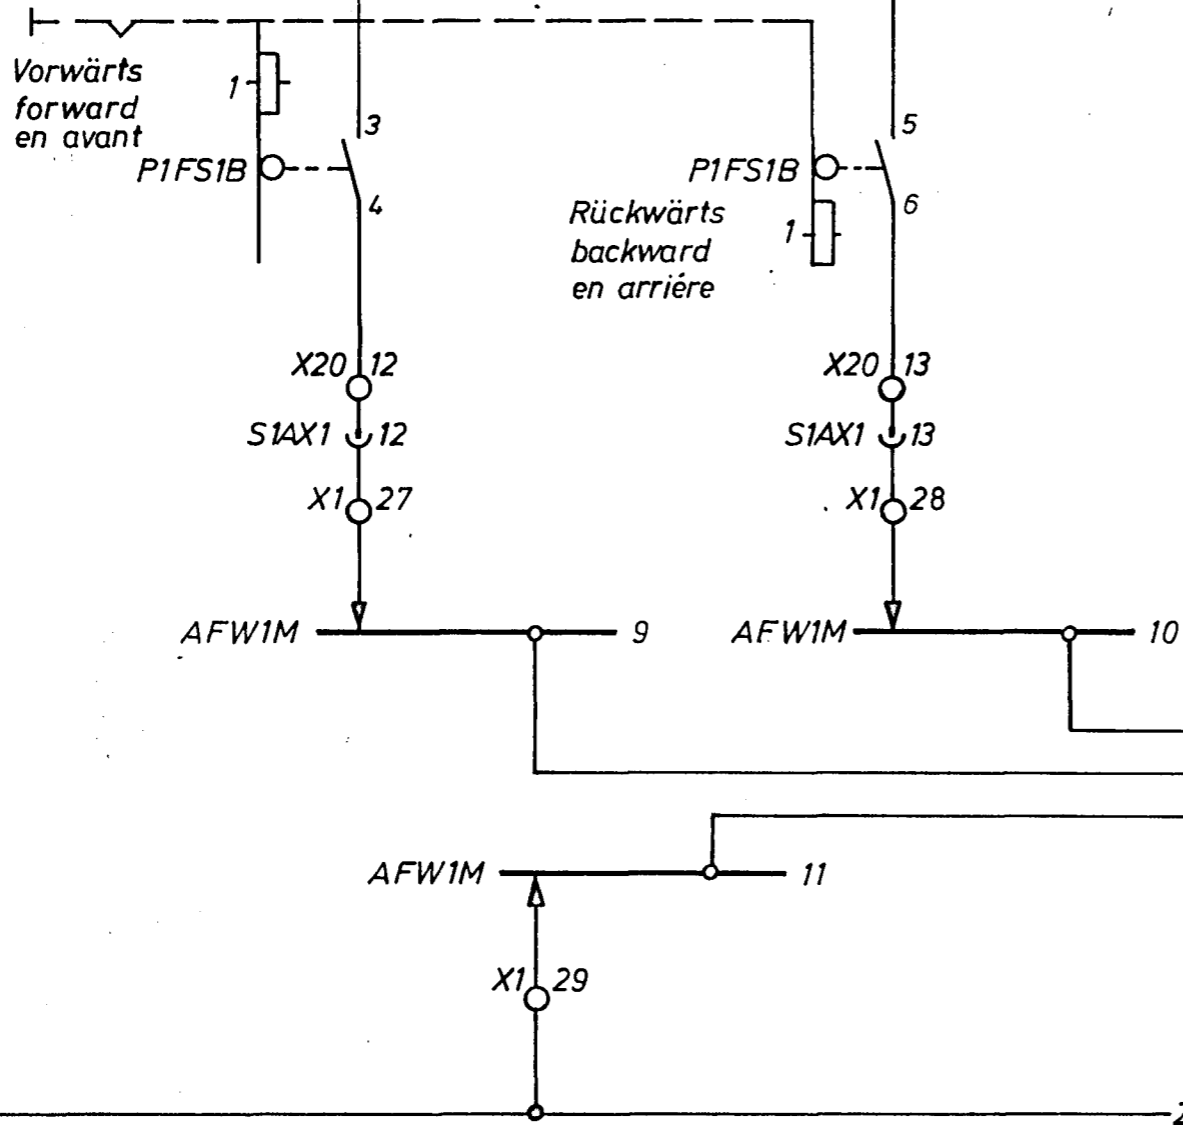 Vorwärts
forward
en avant
1
3
P1FS1B
4
5
P1FS1B
6
Rückwärts
backward
en arriére
1
X20 12
S1AX1 12
X1 27
X20 13
S1AX1 13
X1 28
AFW1M 9
AFW1M 10
AFW1M 11
X1 29